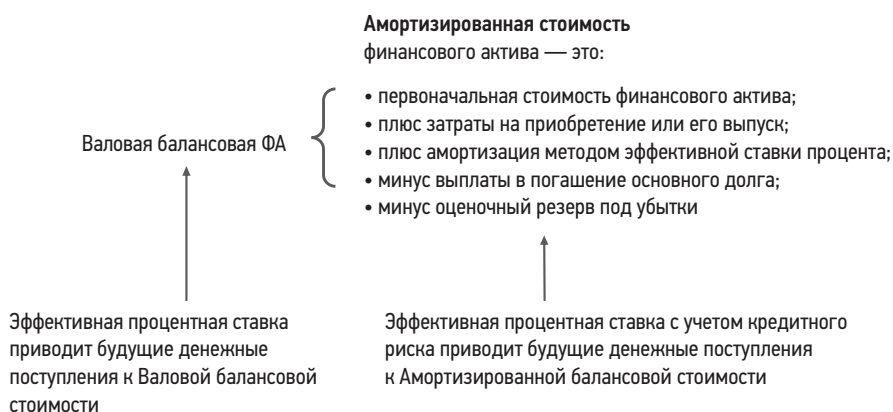 Амортизированная стоимость
финансового актива — это:
• первоначальная стоимость финансового актива;
• плюс затраты на приобретение или его выпуск;
Валовая балансовая ФА
• плюс амортизация методом эффективной ставки процента;
• минус выплаты в погашение основного долга;
• минус оценочный резерв под убытки
Эффективная процентная ставка
приводит будущие денежные
поступления к Валовой балансовой
стоимости
Эффективная процентная ставка с учетом кредитного
риска приводит будущие денежные поступления
к Амортизированной балансовой стоимости